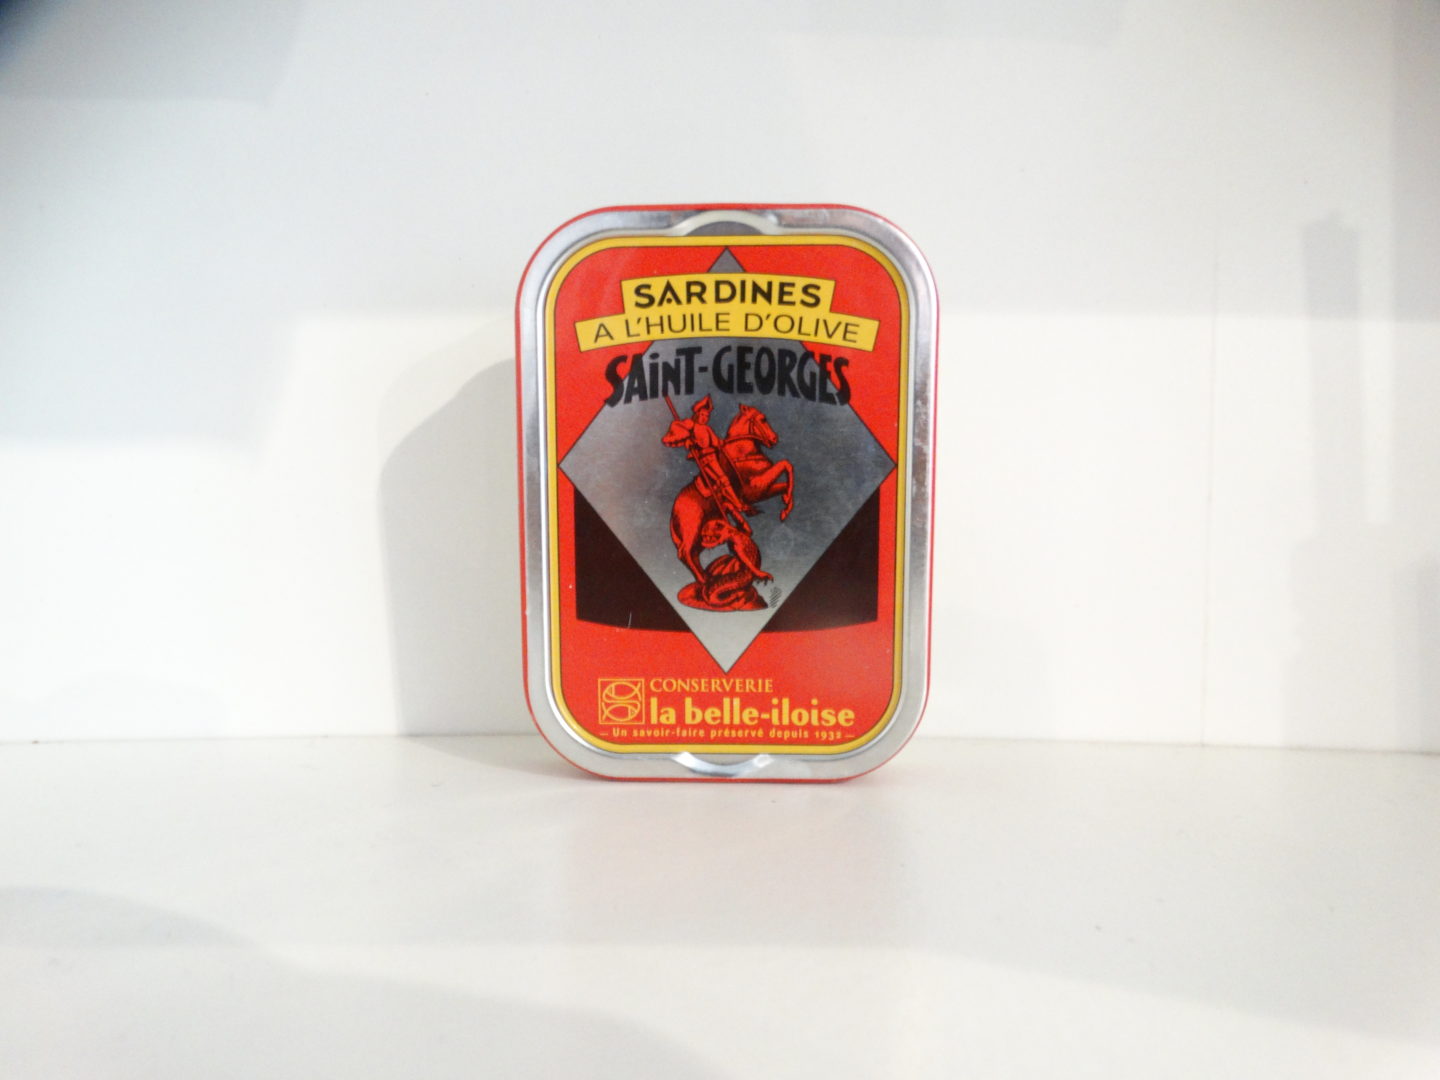 SARDINES
A L'HUILE D'OLIVE
SAiNT-GEORGES
CONSERVERIE
la belle-iloise
— Un savoir-faire préservé depuis 1932 —